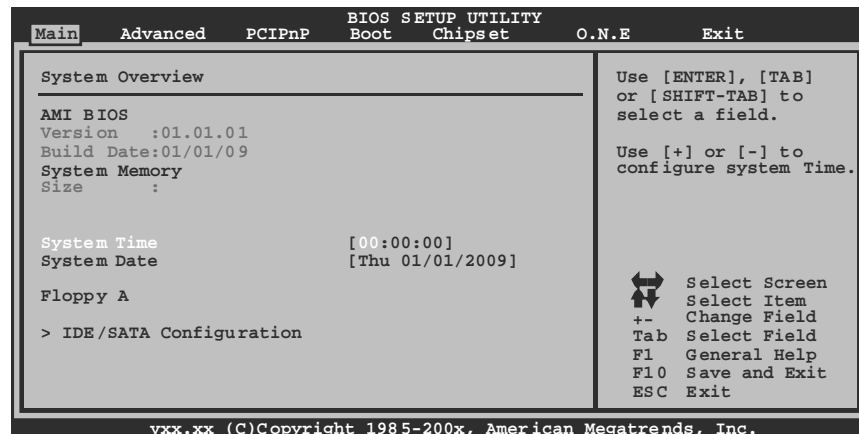 BIOS SETUP UTILITY
Main Advanced PCIPnP Boot Chipset O.N.E Exit
System Overview
AMI BIOS
Version :01.01.01
Build Date:01/01/09
System Memory
Size :
System Time [00:00:00]
System Date [Thu 01/01/2009]
Floppy A
> IDE/SATA Configuration
Use [ENTER], [TAB]
or [SHIFT-TAB] to
select a field.
Use [+] or [-] to
configure system Time.
Select Screen
Select Item
+- Change Field
Tab Select Field
F1 General Help
F10 Save and Exit
ESC Exit
vxx.xx (C)Copyright 1985-200x, American Megatrends, Inc.